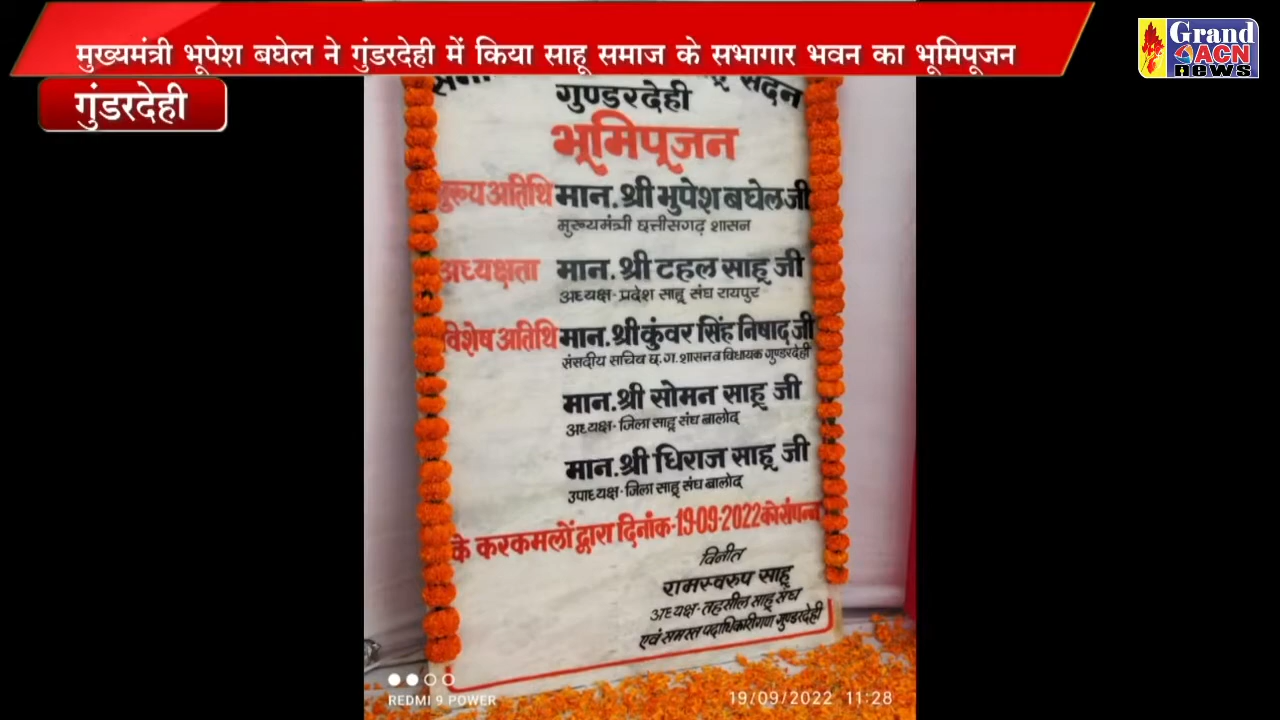 मुख्यमंत्री भूपेश बघेल ने गुंडरदेही में किया साहू समाज के सभागार भवन का भूमिपूजन
Grand
ACN
news
गुंडरदेही
सदन
गुण्डरदेही
भूमिपूजन
मुख्य अतिथि मान. श्री भुपेश बघेल जी
मुख्यमंत्री छत्तीसगढ़ शासन
अध्यक्षता मान. श्री टहल साहू जी
अध्यक्ष- प्रदेश साहू संघ रायपुर
विशेष अतिथि मान. श्री कुंवर सिंह निषाद जी
संसदीय सचिव छ.ग. शासन व विधायक गुण्डरदेही
मान. श्री सोमन साहू जी
अध्यक्ष- जिला साहू संघ बालोद
मान. श्री धिराज साहू जी
उपाध्यक्ष- जिला साहू संघ बालोद
के करकमलों द्वारा दिनांक-19-09-2022 को संपन्न
विनीत
रामस्वरुप साहू
अध्यक्ष- तहसील साहू संघ
एवं समस्त पदाधिकारीगण गुण्डरदेही
REDMI 9 POWER
19/09/2022 11:28